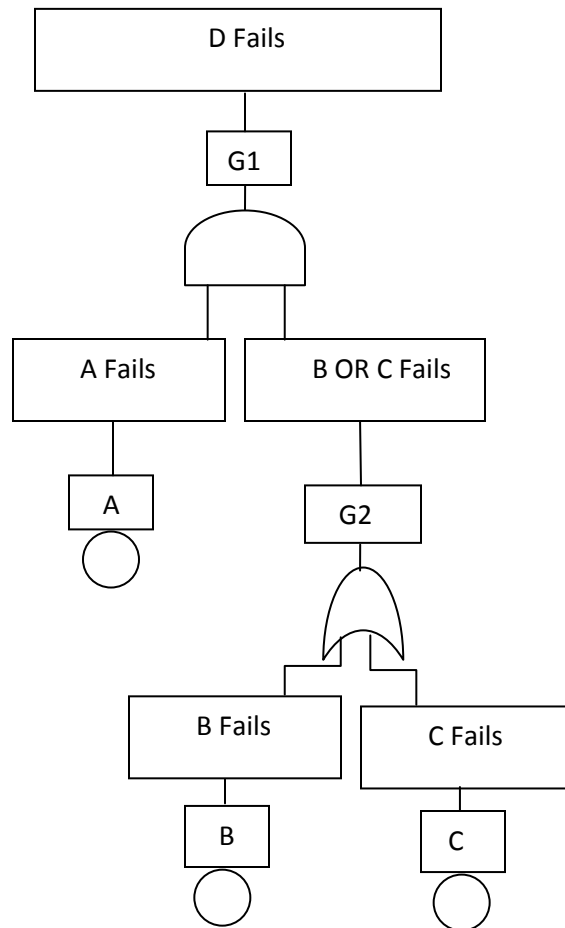 D Fails
G1
A Fails
B OR C Fails
A
G2
B Fails
C Fails
B
C